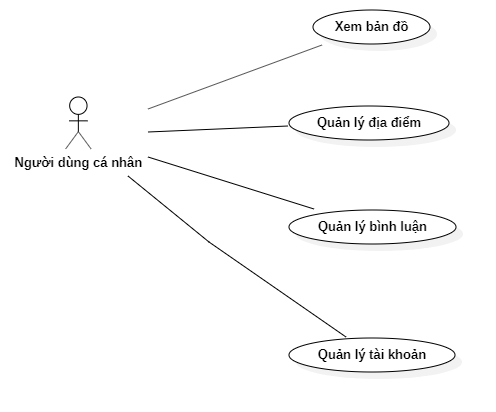 Xem bản đồ
Quản lý địa điểm
Người dùng cá nhân
Quản lý bình luận
Quản lý tài khoản